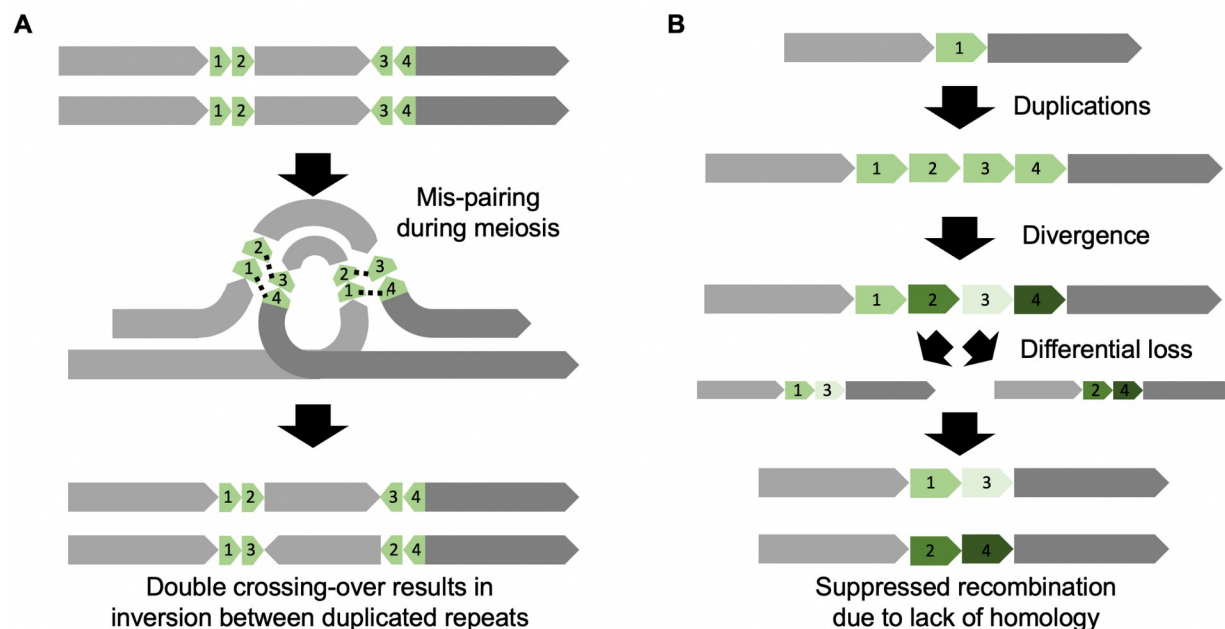 A
1 2 3 4
1 2 3 4
Mis-pairing
during meiosis
2 1 3 4 2 3 1 4
1 2 3 4
1 3 2 4
Double crossing-over results in
inversion between duplicated repeats
B
1
Duplications
1 2 3 4
Divergence
1 2 3 4
Differential loss
1 3 2 4
1 3
2 4
Suppressed recombination
due to lack of homology